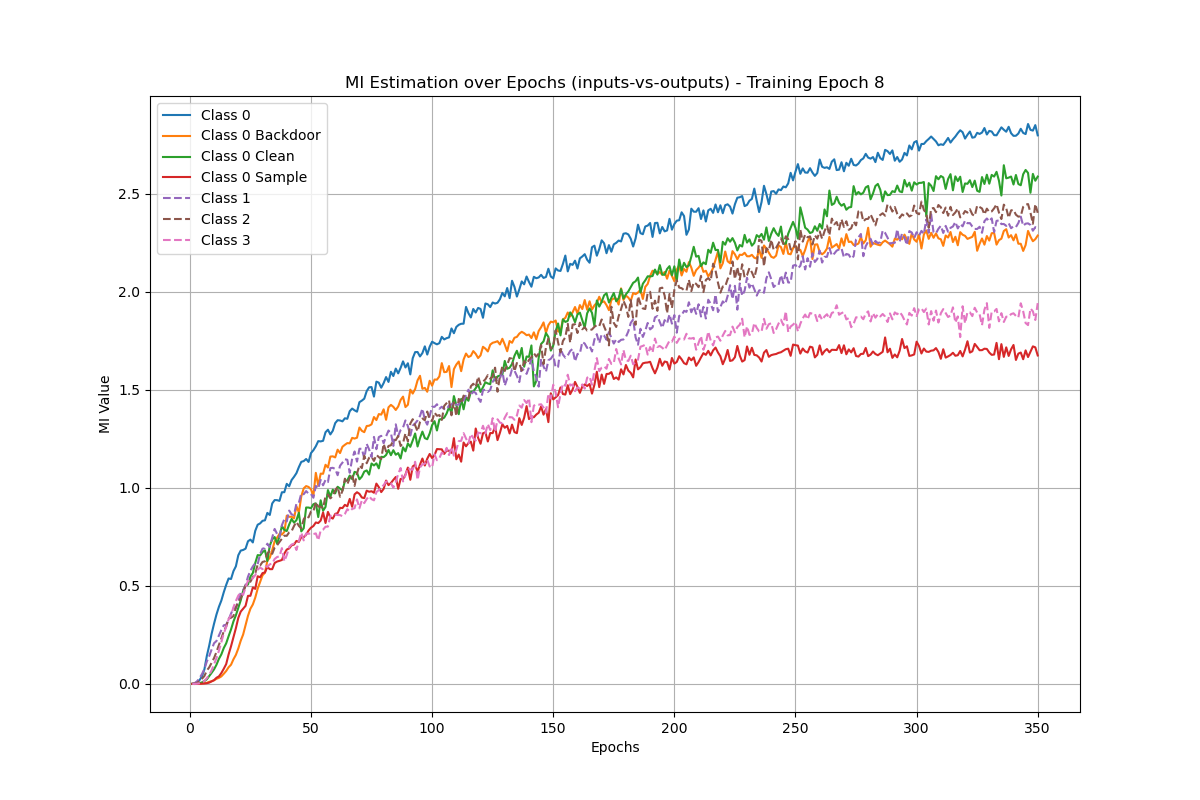 MI Estimation over Epochs (inputs-vs-outputs) - Training Epoch 8
Class 0
Class 0 Backdoor
Class 0 Clean
Class 0 Sample
Class 1
Class 2
Class 3
MI Value
2.5
2.0
1.5
1.0
0.5
0.0
0 50 100 150 200 250 300 350
Epochs